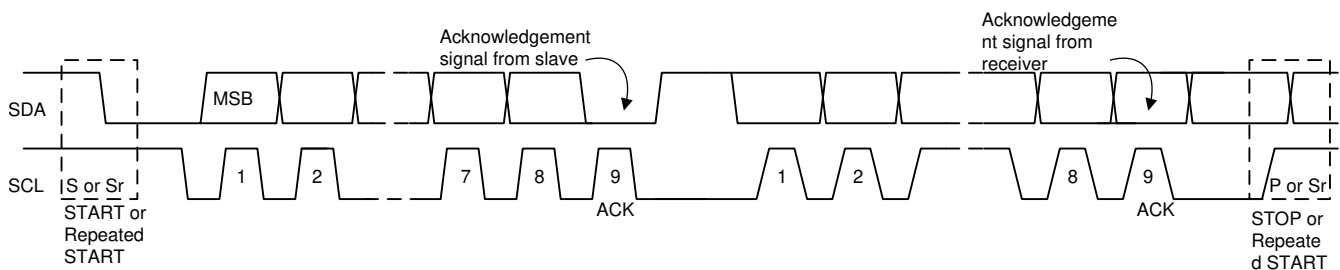 Acknowledgement
signal from slave
Acknowledgeme
nt signal from
receiver
SDA
MSB
SCL
S or Sr
1
2
7
8
9
1
2
8
9
P or Sr
ACK
ACK
START or
Repeated
START
STOP or
Repeate
d START